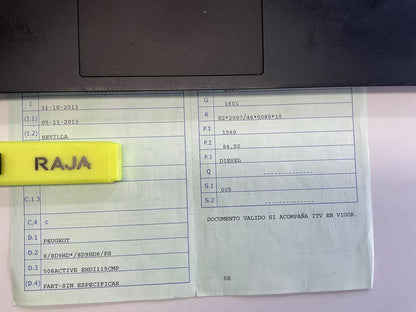 I 31-10-2013
(I.1) 05-11-2013
(I.2) SEVILLA
RAJA
C.1.3
C.4 C
D.1 PEUGEOT
D.2 8/8D9HD*/8D9HD8/PS
D.3 508ACTIVE EHDI115CMP
(D.4) PART-SIN ESPECIFICAR
G 1601
K E2*2007/46*0080*10
P.1 1560
P.2 84,00
P.3 DIESEL
Q -------------
S.1 005
S.2 -------------
DOCUMENTO VALIDO SI ACOMPAÑA ITV EN VIGOR.
SE